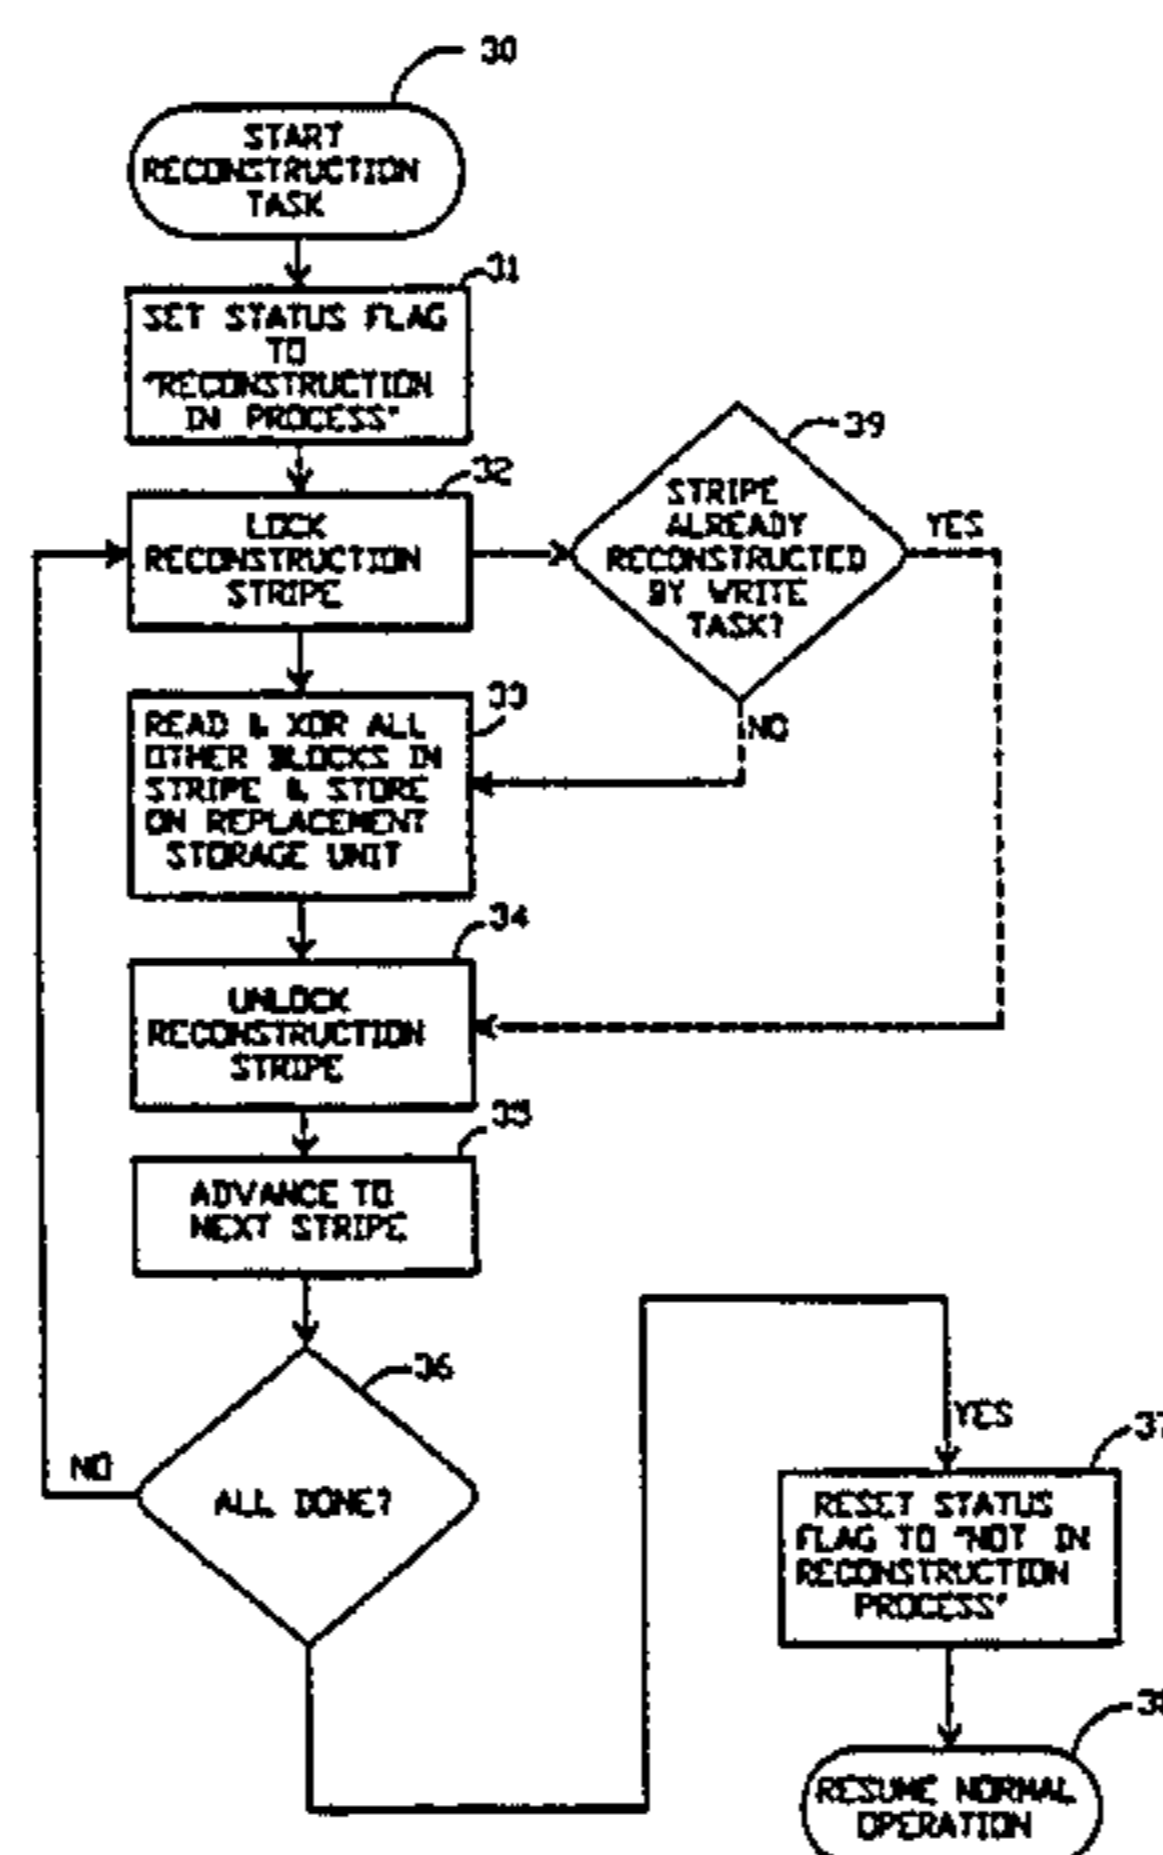 30
START
RECONSTRUCTION
TASK
31
SET STATUS FLAG
TO
"RECONSTRUCTION
IN PROCESS"
32
LOCK
RECONSTRUCTION
STRIPE
39
STRIPE
ALREADY
RECONSTRUCTED
BY WRITE
TASK?
YES
NO
33
READ & XOR ALL
OTHER BLOCKS IN
STRIPE & STORE
ON REPLACEMENT
STORAGE UNIT
34
UNLOCK
RECONSTRUCTION
STRIPE
35
ADVANCE TO
NEXT STRIPE
36
ALL DONE?
NO
YES
37
RESET STATUS
FLAG TO "NOT IN
RECONSTRUCTION
PROCESS"
38
RESUME NORMAL
OPERATION